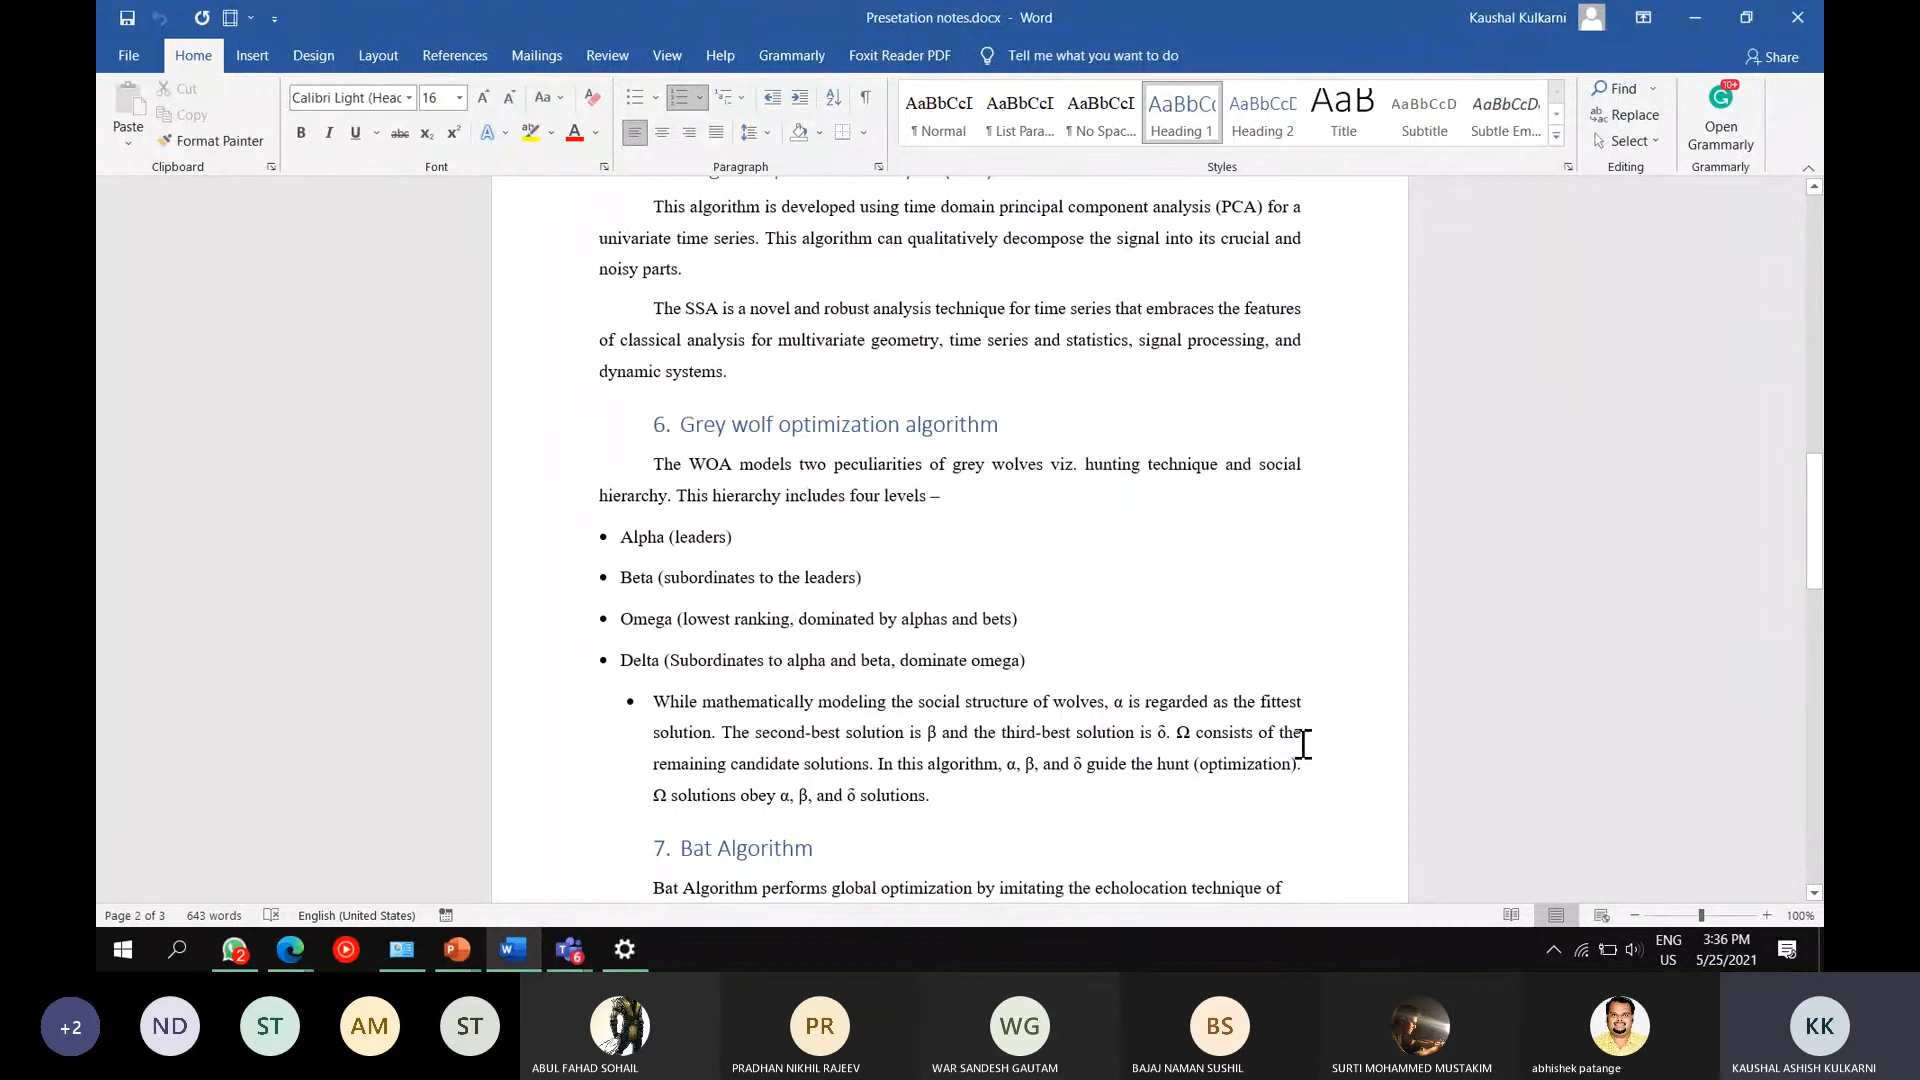 Presetation notes.docx - Word
Kaushal Kulkarni
File Home Insert Design Layout References Mailings Review View Help Grammarly Foxit Reader PDF Tell me what you want to do Share
Cut
Copy
Format Painter
Paste
Clipboard
Calibri Light (Head 16
Font
Paragraph
AaBbCcI AaBbCcI AaBbCcI AaBbCc AaBbCcD AaB AaBbCcD AaBbCcD
¶ Normal ¶ List Para... ¶ No Spac... Heading 1 Heading 2 Title Subtitle Subtle Em...
Styles
Find
Replace
Select
Editing
10+
Open
Grammarly
Grammarly
This algorithm is developed using time domain principal component analysis (PCA) for a
univariate time series. This algorithm can qualitatively decompose the signal into its crucial and
noisy parts.
The SSA is a novel and robust analysis technique for time series that embraces the features
of classical analysis for multivariate geometry, time series and statistics, signal processing, and
dynamic systems.
6. Grey wolf optimization algorithm
The WOA models two peculiarities of grey wolves viz. hunting technique and social
hierarchy. This hierarchy includes four levels –
• Alpha (leaders)
• Beta (subordinates to the leaders)
• Omega (lowest ranking, dominated by alphas and bets)
• Delta (Subordinates to alpha and beta, dominate omega)
• While mathematically modeling the social structure of wolves, α is regarded as the fittest
solution. The second-best solution is β and the third-best solution is δ. Ω consists of the
remaining candidate solutions. In this algorithm, α, β, and δ guide the hunt (optimization).
Ω solutions obey α, β, and δ solutions.
7. Bat Algorithm
Bat Algorithm performs global optimization by imitating the echolocation technique of
Page 2 of 3 643 words English (United States) 100%
2
6
ENG
US
3:36 PM
5/25/2021
+2 ND ST AM ST PR WG BS KK
ABUL FAHAD SOHAIL PRADHAN NIKHIL RAJEEV WAR SANDESH GAUTAM BAJAJ NAMAN SUSHIL SURTI MOHAMMED MUSTAKIM abhishek patange KAUSHAL ASHISH KULKARNI